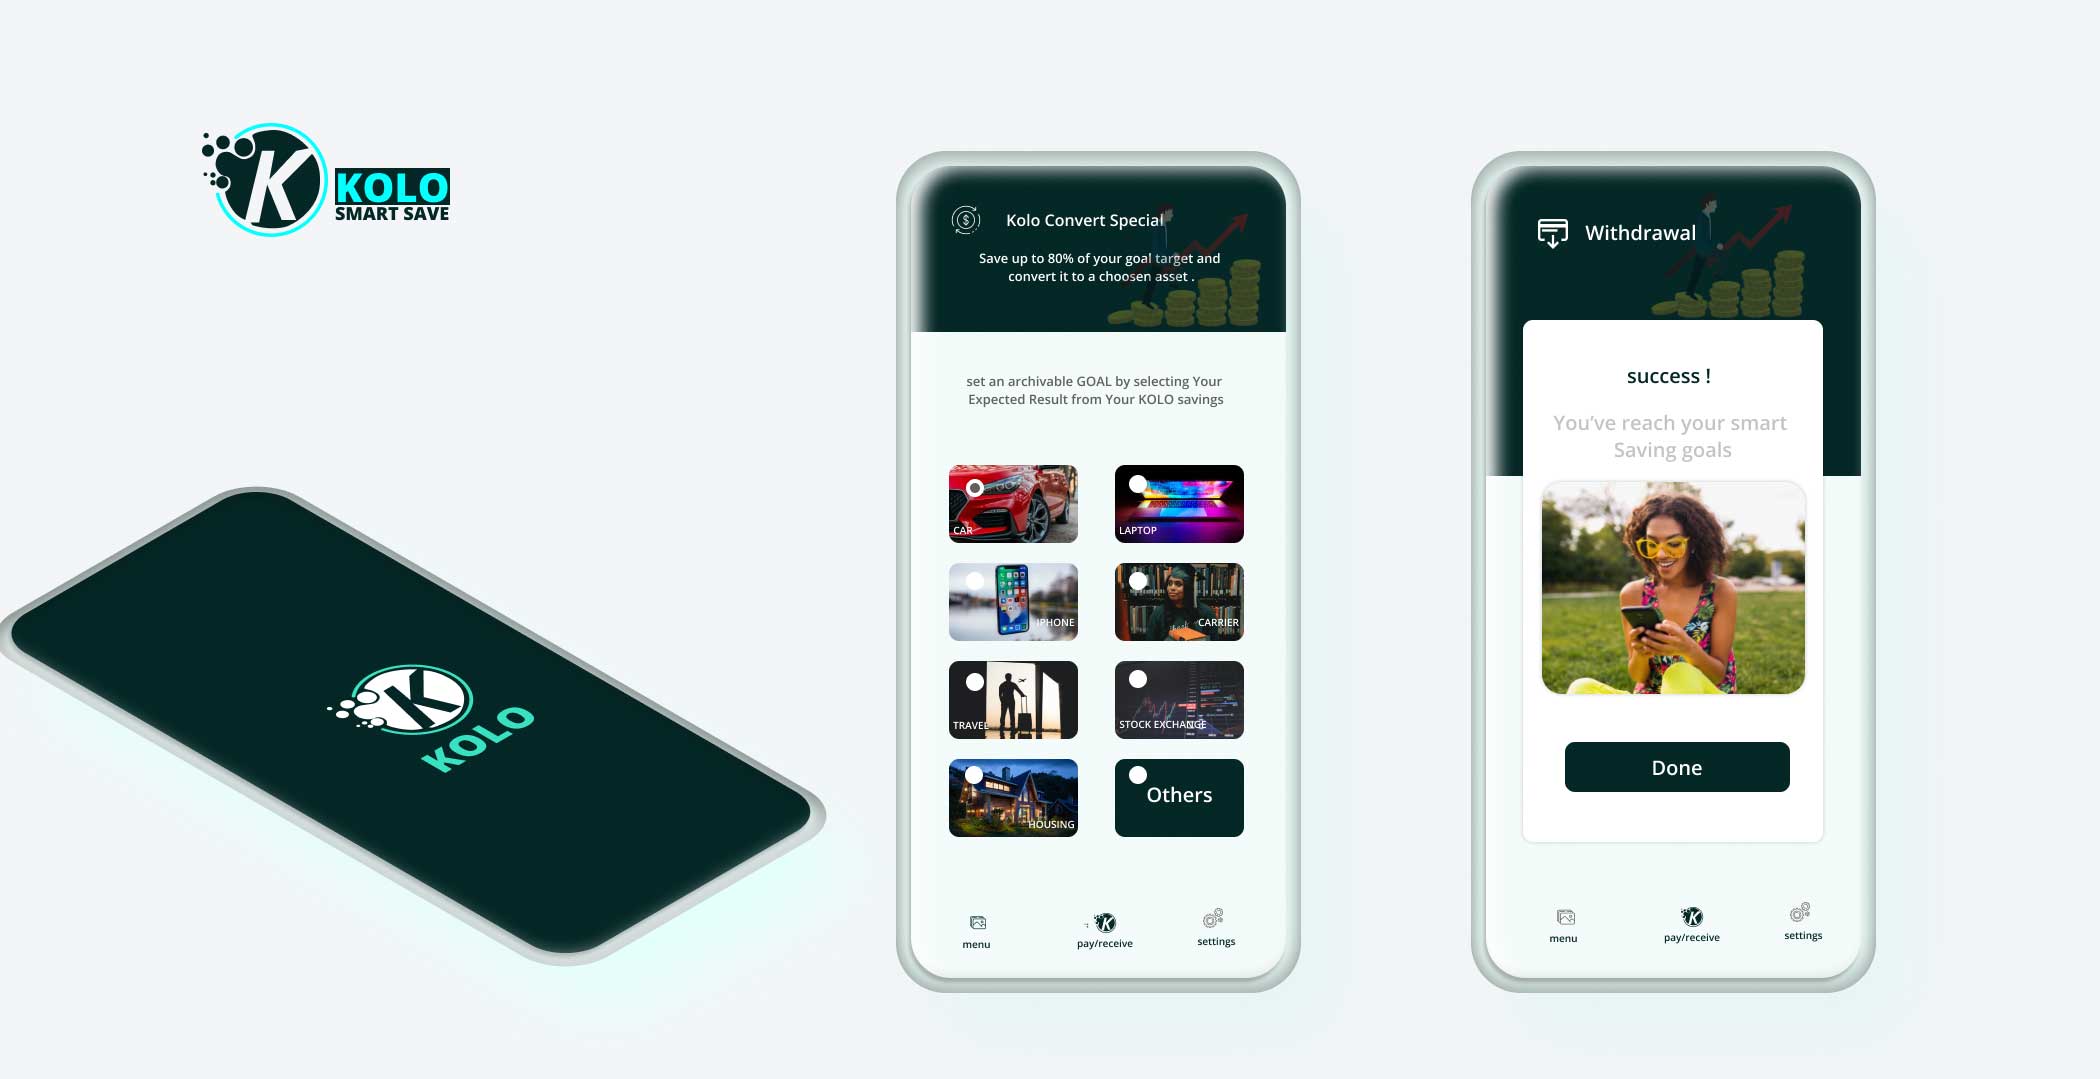 K
KOLO
SMART SAVE
K
KOLO
$
Kolo Convert Special
Save up to 80% of your goal target and
convert it to a choosen asset .
set an archivable GOAL by selecting Your
Expected Result from Your KOLO savings
CAR
LAPTOP
IPHONE
CARRIER
TRAVEL
STOCK EXCHANGE
HOUSING
Others
menu
K
pay/receive
settings
Withdrawal
success !
You’ve reach your smart
Saving goals
Done
menu
K
pay/receive
settings